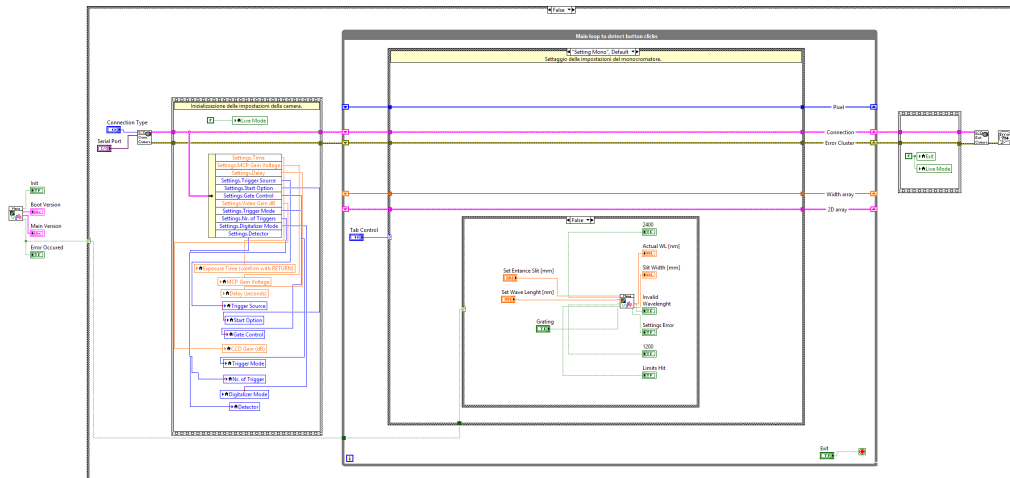 False
Main loop to detect button clicks
"Setting Mono", Default
Settaggio delle impostazioni del monocromatore.
Inizializzazione delle impostazioni della camera.
Live Mode
Connection Type
Serial Port
Pixel
Connection
Error Cluster
Width array
2D array
Exit
Live Mode
Settings.Time
Settings.MCP Gain Voltage
Settings.Delay
Settings.Trigger Source
Settings.Start Option
Settings.Gate Control
Settings.Video Gain dB
Settings.Trigger Mode
Settings.Nr. of Triggers
Settings.Digitalizer Mode
Settings.Detector
Init
Boot Version
Main Version
Error Occured
Tab Control
Exposure Time (confirm with RETURN)
MCP Gain Voltage
Delay (seconds)
Trigger Source
Start Option
Gate Control
CCD Gain (dB)
Trigger Mode
Nr. of Trigger
Digitalizer Mode
Detector
False
2400
Actual WL [nm]
Slit Width [mm]
Set Entance Slit [mm]
Set Wave Lenght [nm]
Invalid
Wavelenght
Grating
Settings Error
1200
Limits Hit
Exit